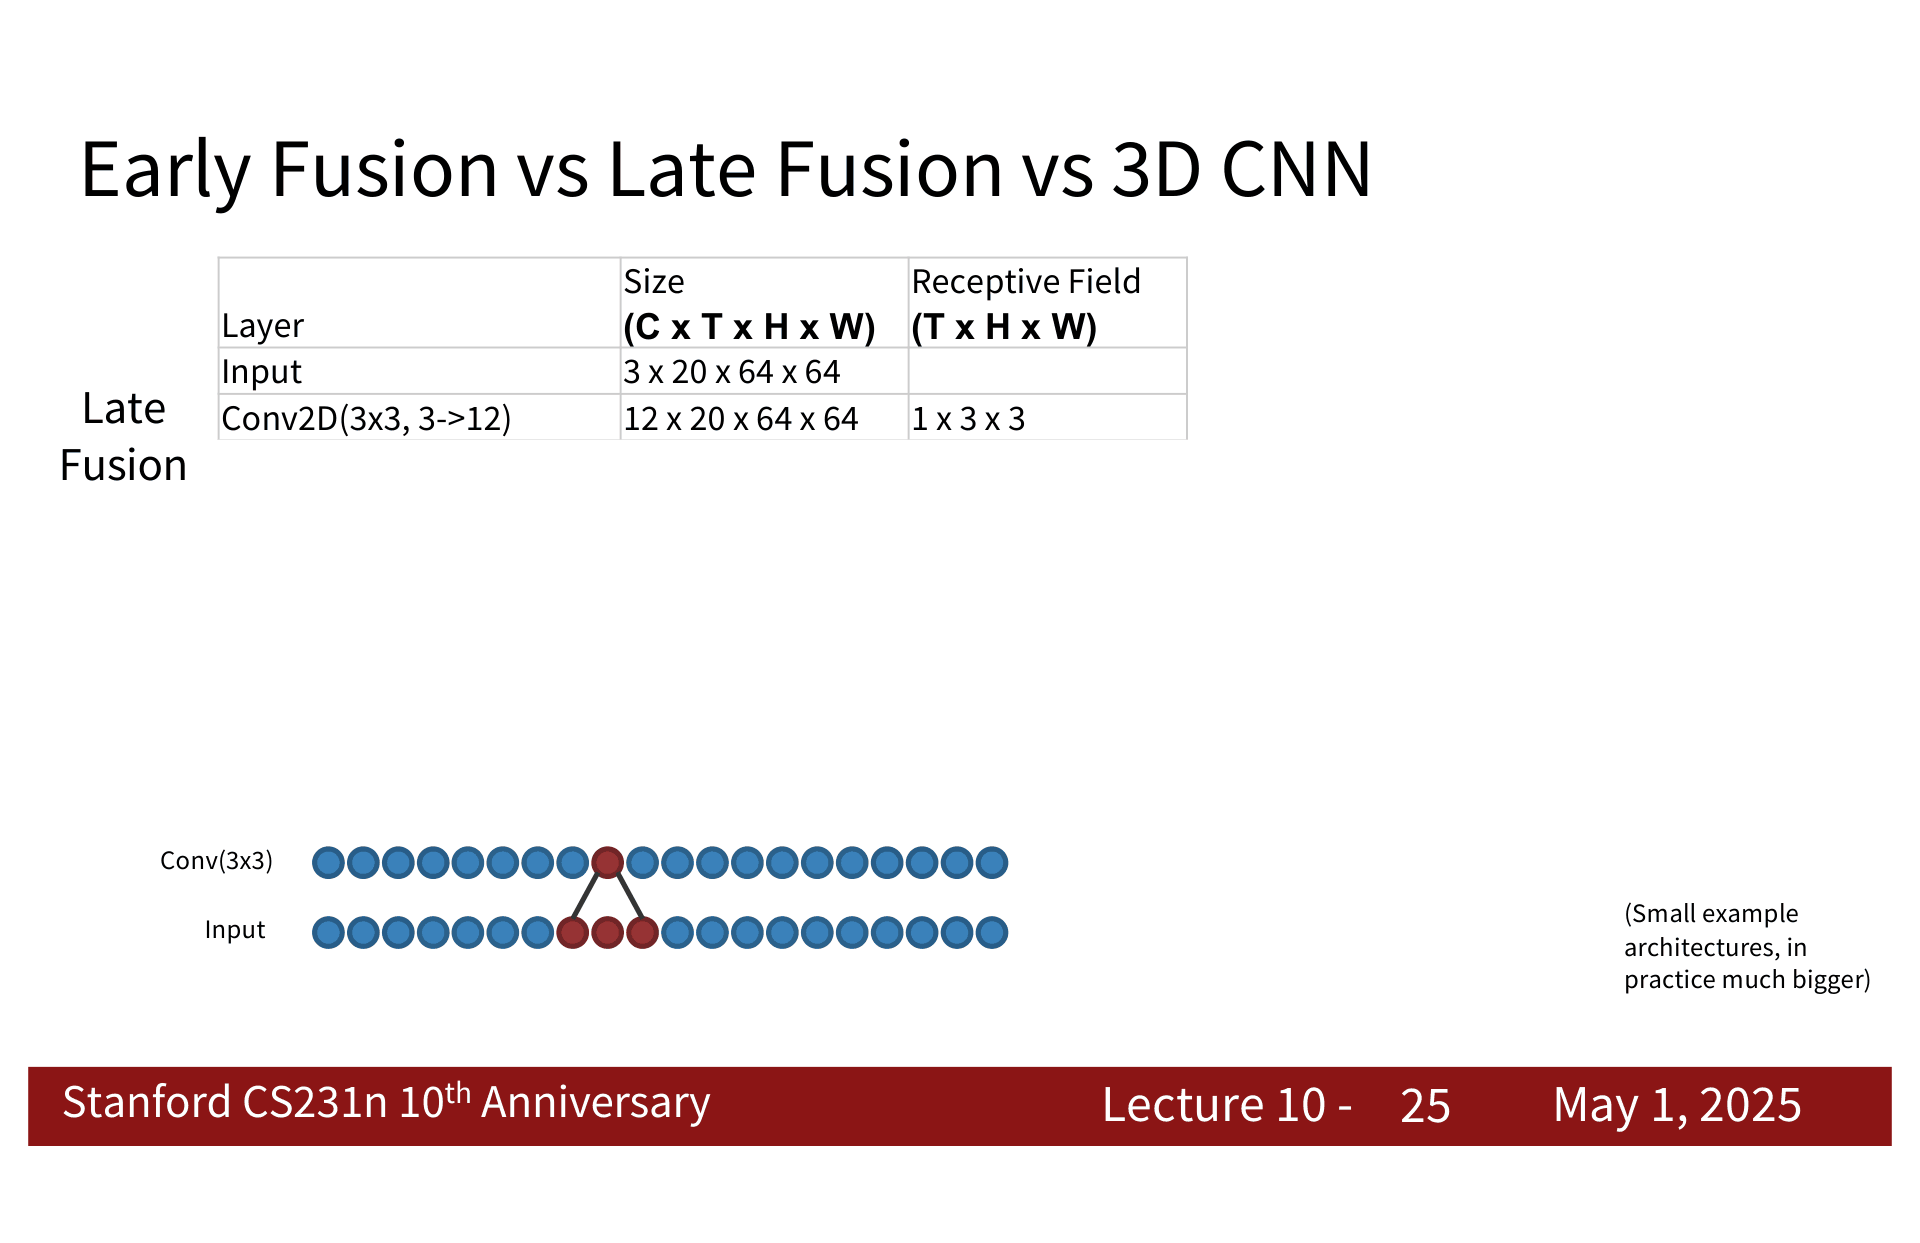 Early Fusion vs Late Fusion vs 3D CNN
Layer
Size
(C x T x H x W)
Receptive Field
(T x H x W)
Input
3 x 20 x 64 x 64
Conv2D(3x3, 3->12)
12 x 20 x 64 x 64
1 x 3 x 3
Late
Fusion
Conv(3x3)
Input
(Small example
architectures, in
practice much bigger)
Stanford CS231n 10th Anniversary
Lecture 10 - 25
May 1, 2025